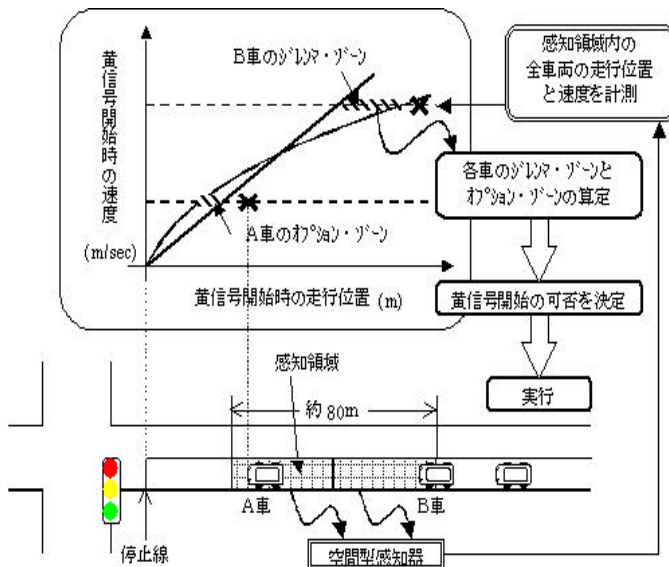 黄信号開始時の速度
(m/sec)
B車のｼﾞﾚﾝﾏ・ｿﾞｰﾝ
A車のｵﾌﾟｼｮﾝ・ｿﾞｰﾝ
黄信号開始時の走行位置(m)
感知領域内の
全車両の走行位置
と速度を計測
各車のｼﾞﾚﾝﾏ・ｿﾞｰﾝと
ｵﾌﾟｼｮﾝ・ｿﾞｰﾝの算定
黄信号開始の可否を決定
実行
感知領域
約80m
A車
B車
停止線
空間型感知器